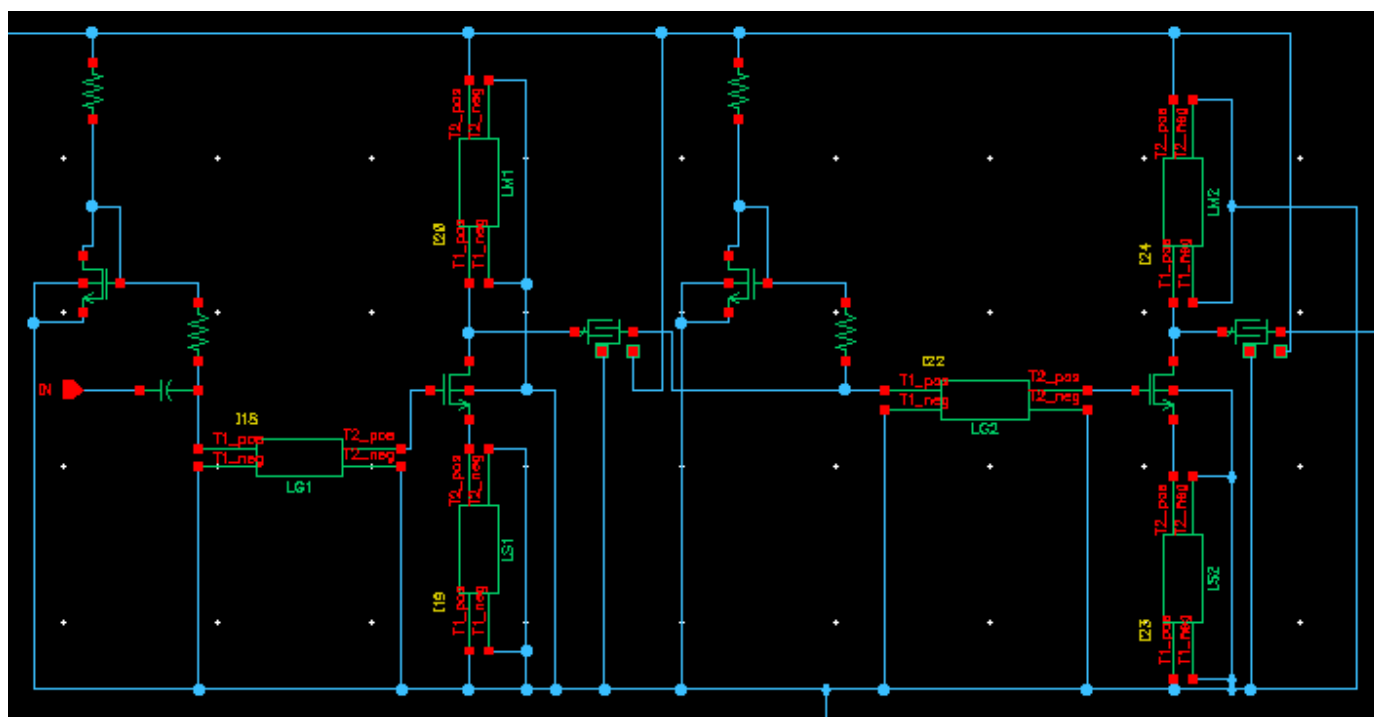 T2_pos
T2_neg
LM1
I20
T1_pos
T1_neg
T2_pos
T2_neg
LM2
I24
T1_pos
T1_neg
IN
I18
T1_pos
T1_neg
T2_pos
T2_neg
LG1
I22
T1_pos
T1_neg
T2_pos
T2_neg
LG2
T2_pos
T2_neg
LS1
I19
T1_pos
T1_neg
T2_pos
T2_neg
LS2
I23
T1_pos
T1_neg